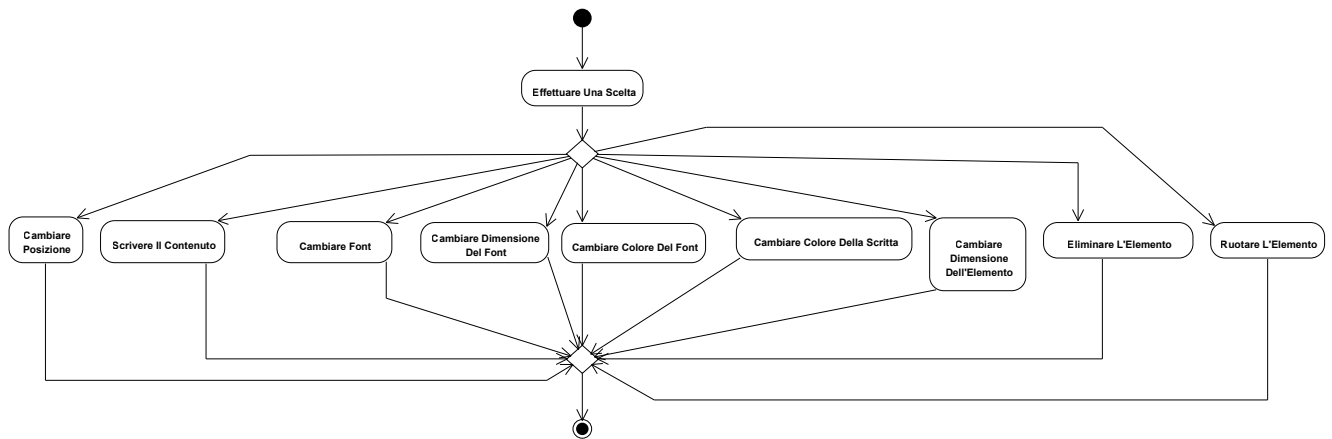 Effettuare Una Scelta
Cambiare
Posizione
Scrivere Il Contenuto
Cambiare Font
Cambiare Dimensione
Del Font
Cambiare Colore Del Font
Cambiare Colore Della Scritta
Cambiare
Dimensione
Dell'Elemento
Eliminare L'Elemento
Ruotare L'Elemento